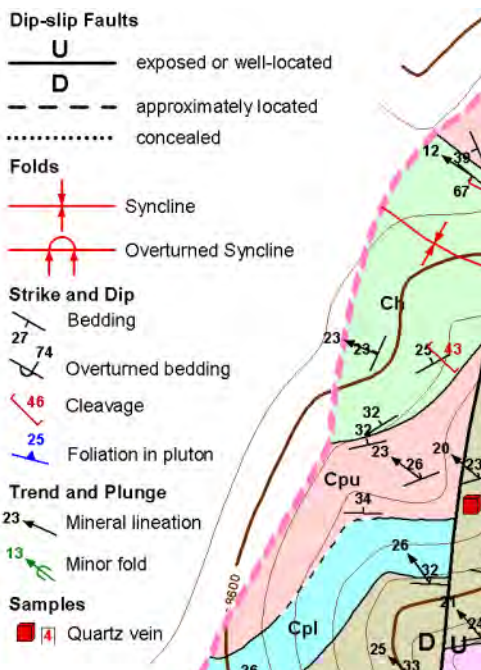 Dip-slip Faults
U
D
exposed or well-located
approximately located
concealed
Folds
Syncline
Overturned Syncline
Strike and Dip
27
Bedding
74
Overturned bedding
46
Cleavage
25
Foliation in pluton
Trend and Plunge
23
Mineral lineation
13
Minor fold
Samples
4
Quartz vein
12
39
67
Ch
23
23
25
43
32
32
23
26
20
23
Cpu
34
26
32
8600
Cpl
21
24
D
U
25
33
26